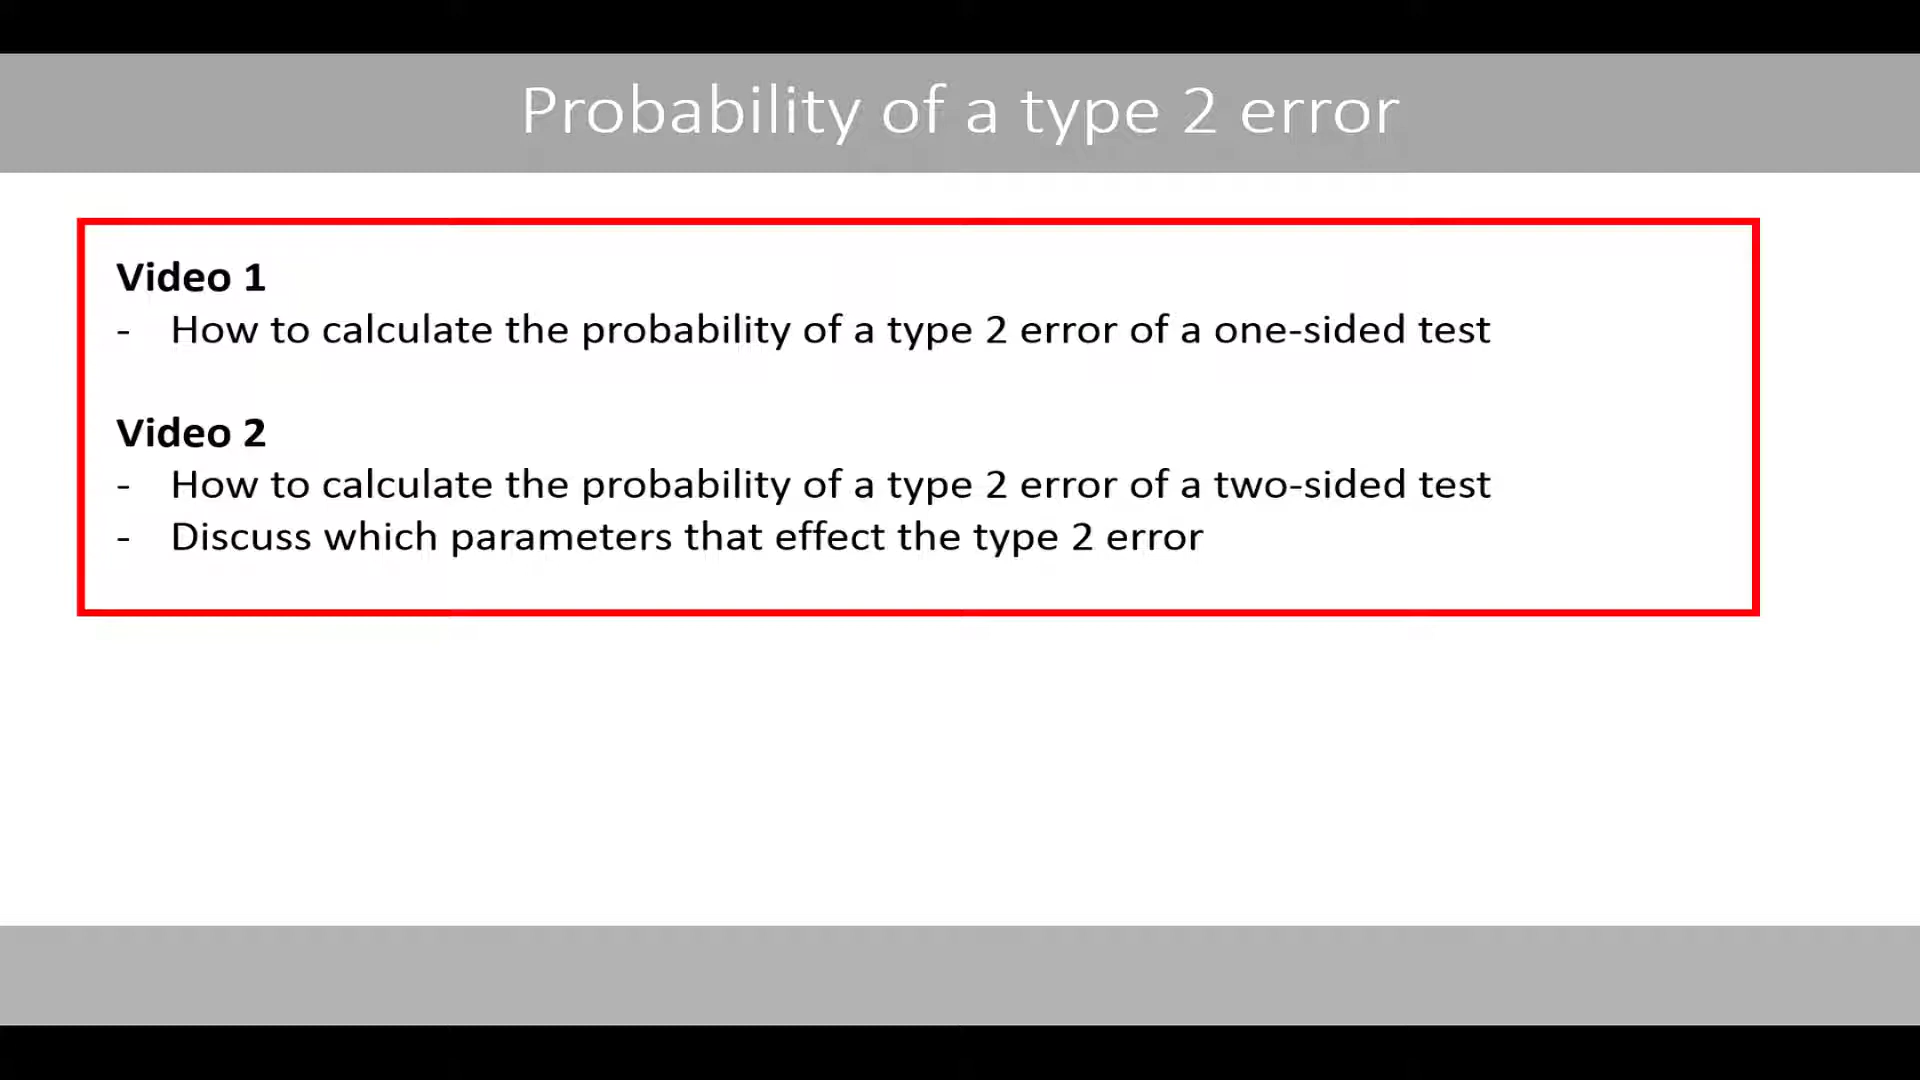 Probability of a type 2 error
Video 1
- How to calculate the probability of a type 2 error of a one-sided test
Video 2
- How to calculate the probability of a type 2 error of a two-sided test
- Discuss which parameters that effect the type 2 error